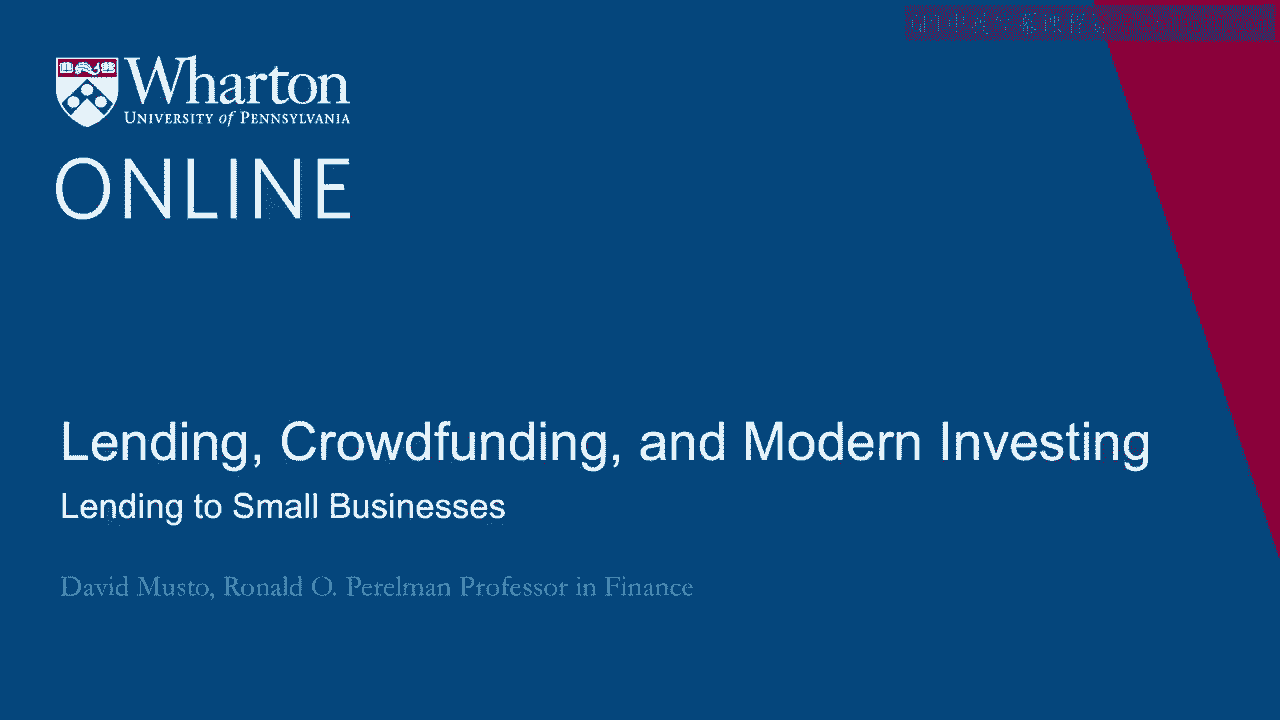 Wharton
UNIVERSITY of PENNSYLVANIA
ONLINE
Lending, Crowdfunding, and Modern Investing
Lending to Small Businesses
David Musto, Ronald O. Perelman Professor in Finance